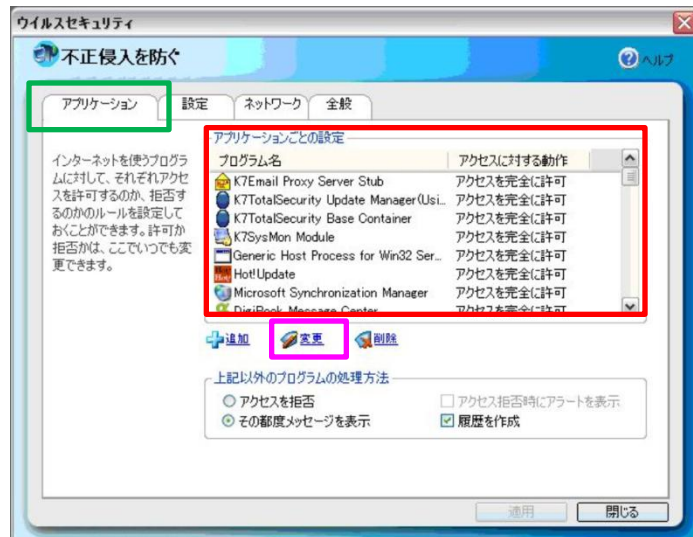 ウイルスセキュリティ
不正侵入を防ぐ
ヘルプ
アプリケーション 設定 ネットワーク 全般
インターネットを使うプログラ
ムに対して、それぞれアクセ
スを許可するのか、拒否す
るのかのルールを設定して
おくことができます。許可か
拒否かは、ここでいつでも変
更できます。
アプリケーションごとの設定
プログラム名 アクセスに対する動作
K7Email Proxy Server Stub アクセスを完全に許可
K7TotalSecurity Update Manager(Usi... アクセスを完全に許可
K7TotalSecurity Base Container アクセスを完全に許可
K7SysMon Module アクセスを完全に許可
Generic Host Process for Win32 Ser... アクセスを完全に許可
Hot!Update アクセスを完全に許可
Microsoft Synchronization Manager アクセスを完全に許可
DigiBook Message Center アクセスを完全に許可
追加 変更 削除
上記以外のプログラムの処理方法
アクセスを拒否 アクセス拒否時にアラートを表示
その都度メッセージを表示 履歴を作成
適用 閉じる